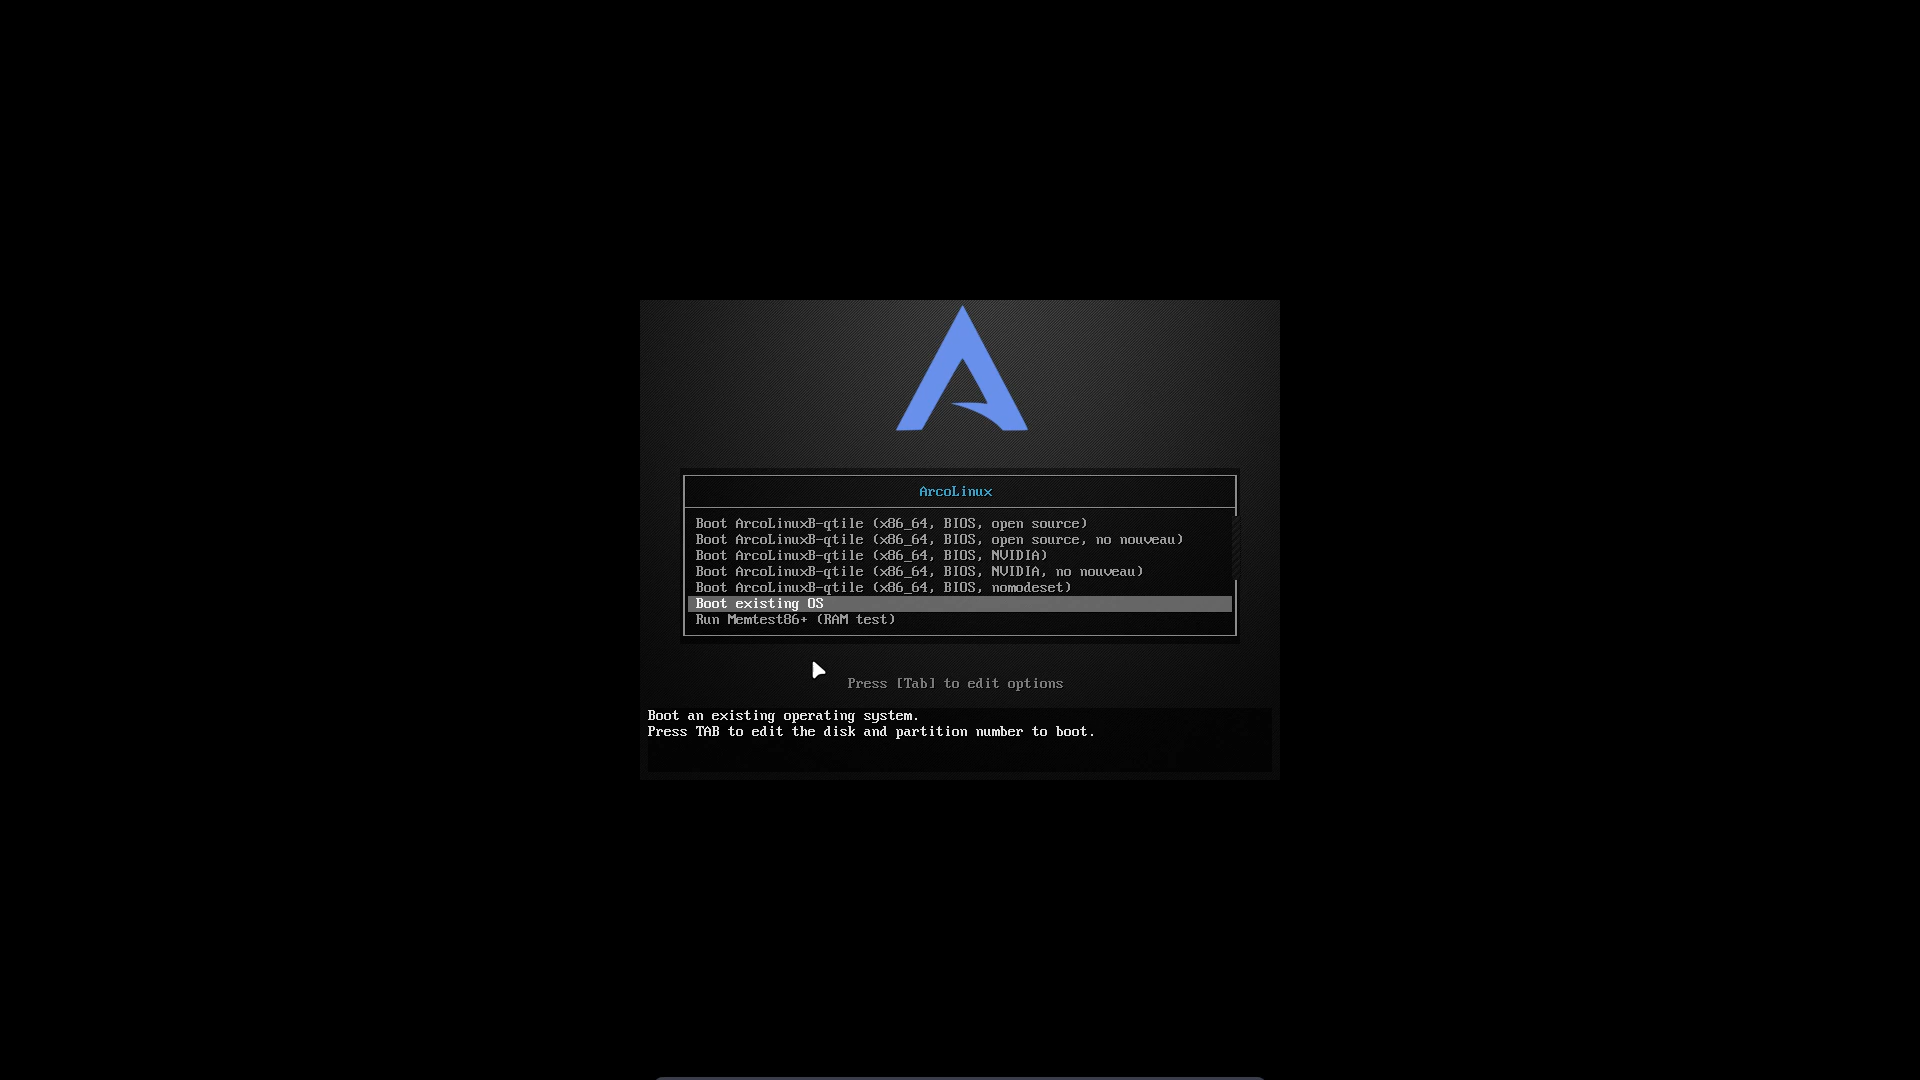 ArcoLinux
Boot ArcoLinuxB-qtile (x86_64, BIOS, open source)
Boot ArcoLinuxB-qtile (x86_64, BIOS, open source, no nouveau)
Boot ArcoLinuxB-qtile (x86_64, BIOS, NVIDIA)
Boot ArcoLinuxB-qtile (x86_64, BIOS, NVIDIA, no nouveau)
Boot ArcoLinuxB-qtile (x86_64, BIOS, nomodeset)
Boot existing OS
Run Memtest86+ (RAM test)
Press [Tab] to edit options
Boot an existing operating system.
Press TAB to edit the disk and partition number to boot.